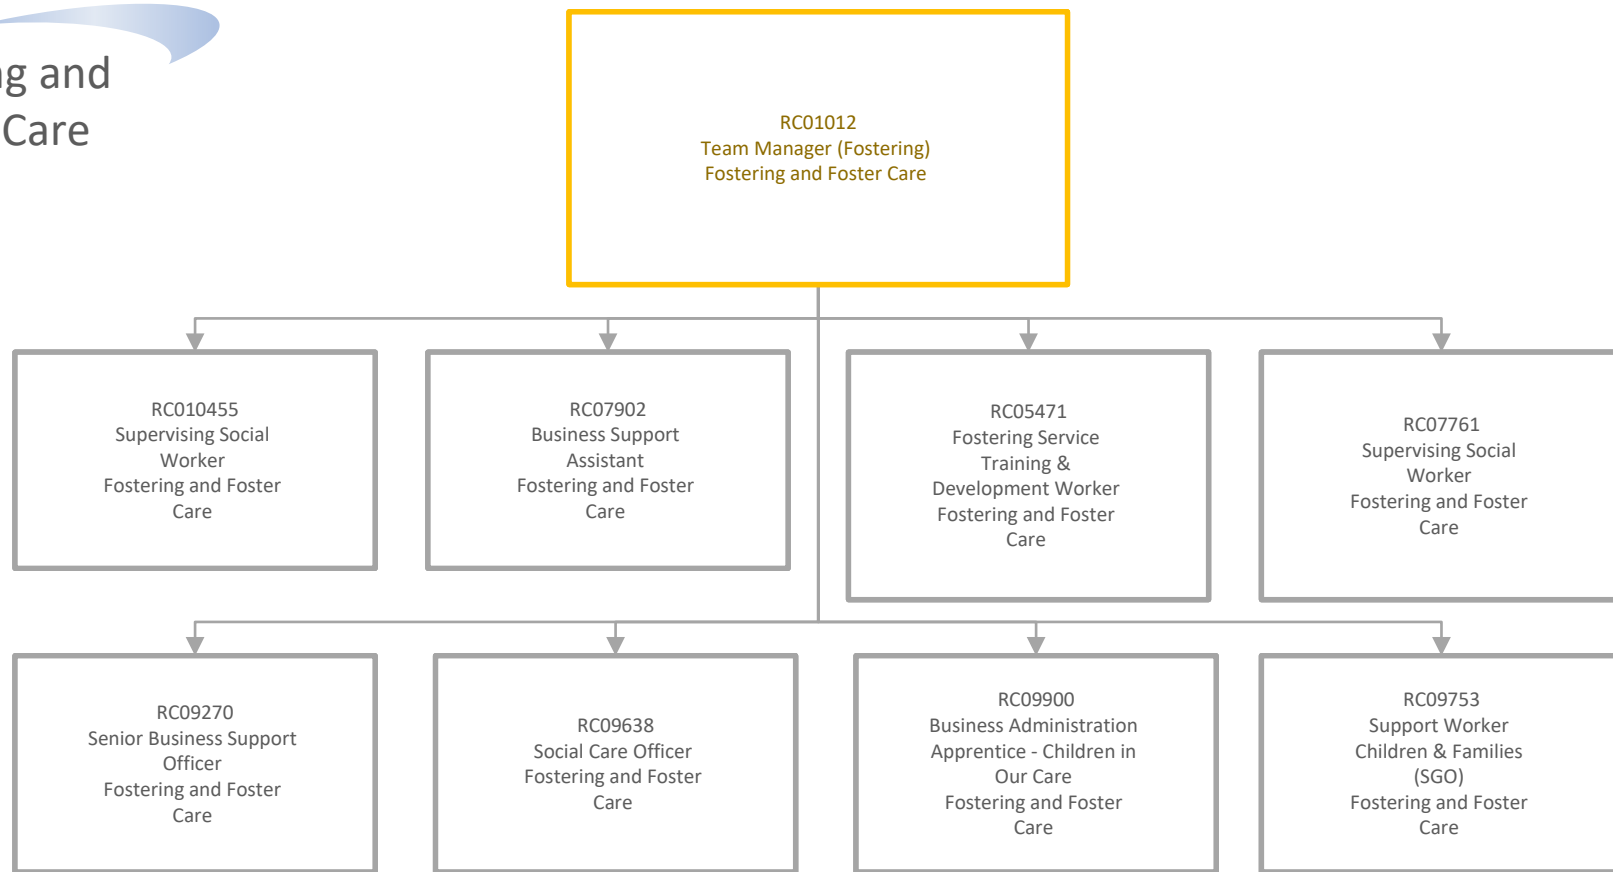 ng and
Care
RC01012
Team Manager (Fostering)
Fostering and Foster Care
RC010455
Supervising Social
Worker
Fostering and Foster
Care
RC07902
Business Support
Assistant
Fostering and Foster
Care
RC05471
Fostering Service
Training &
Development Worker
Fostering and Foster
Care
RC07761
Supervising Social
Worker
Fostering and Foster
Care
RC09270
Senior Business Support
Officer
Fostering and Foster
Care
RC09638
Social Care Officer
Fostering and Foster
Care
RC09900
Business Administration
Apprentice - Children in
Our Care
Fostering and Foster
Care
RC09753
Support Worker
Children & Families
(SGO)
Fostering and Foster
Care